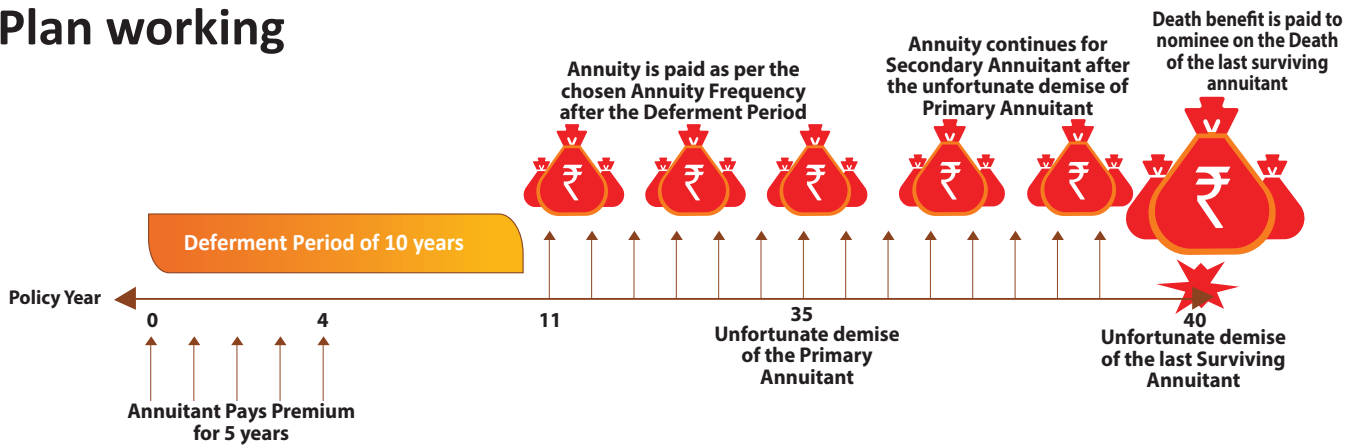 Plan working
Annuity is paid as per the
chosen Annuity Frequency
after the Deferment Period
Annuity continues for
Secondary Annuitant after
the unfortunate demise of
Primary Annuitant
Death benefit is paid to
nominee on the Death
of the last surviving
annuitant
₹ ₹ ₹ ₹ ₹ ₹
Deferment Period of 10 years
Policy Year
0 4 11 35 40
Unfortunate demise
of the Primary
Annuitant
Unfortunate demise
of the last Surviving
Annuitant
Annuitant Pays Premium
for 5 years